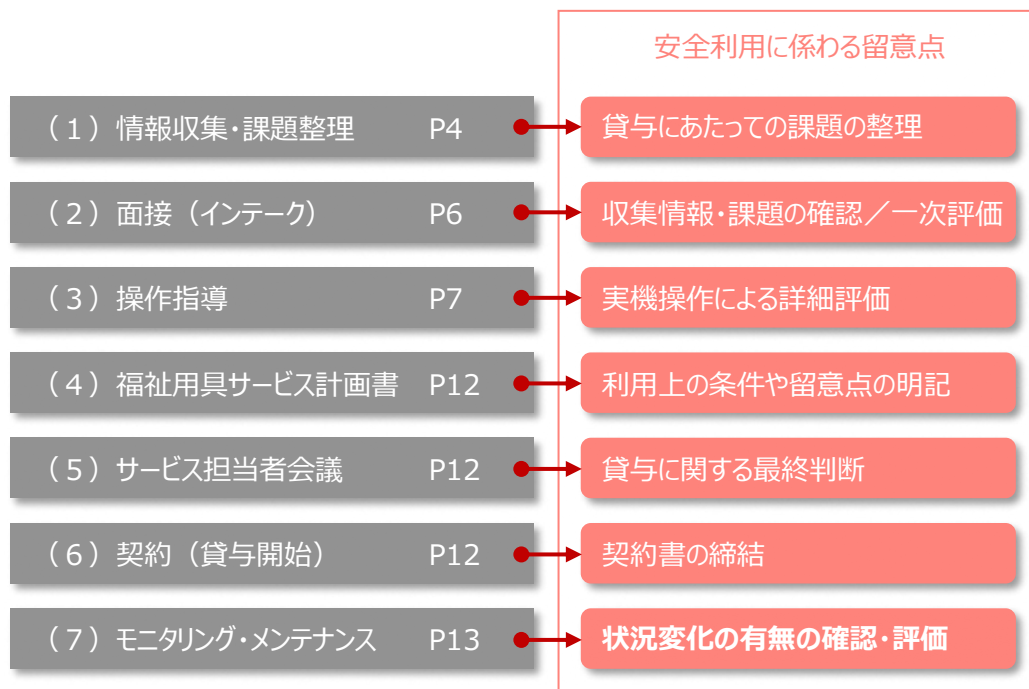 安全利用に係わる留意点
（１）情報収集・課題整理 P4
貸与にあたっての課題の整理
（２）面接（インテーク） P6
収集情報・課題の確認／一次評価
（３）操作指導 P7
実機操作による詳細評価
（４）福祉用具サービス計画書 P12
利用上の条件や留意点の明記
（５）サービス担当者会議 P12
貸与に関する最終判断
（６）契約（貸与開始） P12
契約書の締結
（７）モニタリング・メンテナンス P13
状況変化の有無の確認・評価